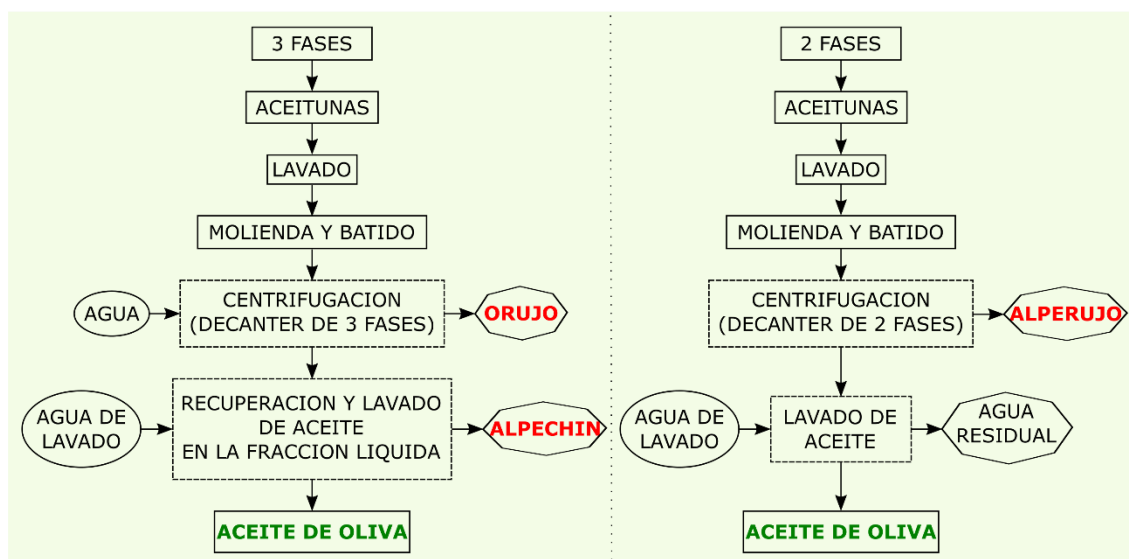 3 FASES
ACEITUNAS
LAVADO
MOLIENDA Y BATIDO
AGUA
CENTRIFUGACION
(DECANTER DE 3 FASES)
ORUJO
AGUA DE
LAVADO
RECUPERACION Y LAVADO
DE ACEITE
EN LA FRACCION LIQUIDA
ALPECHIN
ACEITE DE OLIVA
2 FASES
ACEITUNAS
LAVADO
MOLIENDA Y BATIDO
CENTRIFUGACION
(DECANTER DE 2 FASES)
ALPERUJO
AGUA DE
LAVADO
LAVADO DE
ACEITE
AGUA
RESIDUAL
ACEITE DE OLIVA